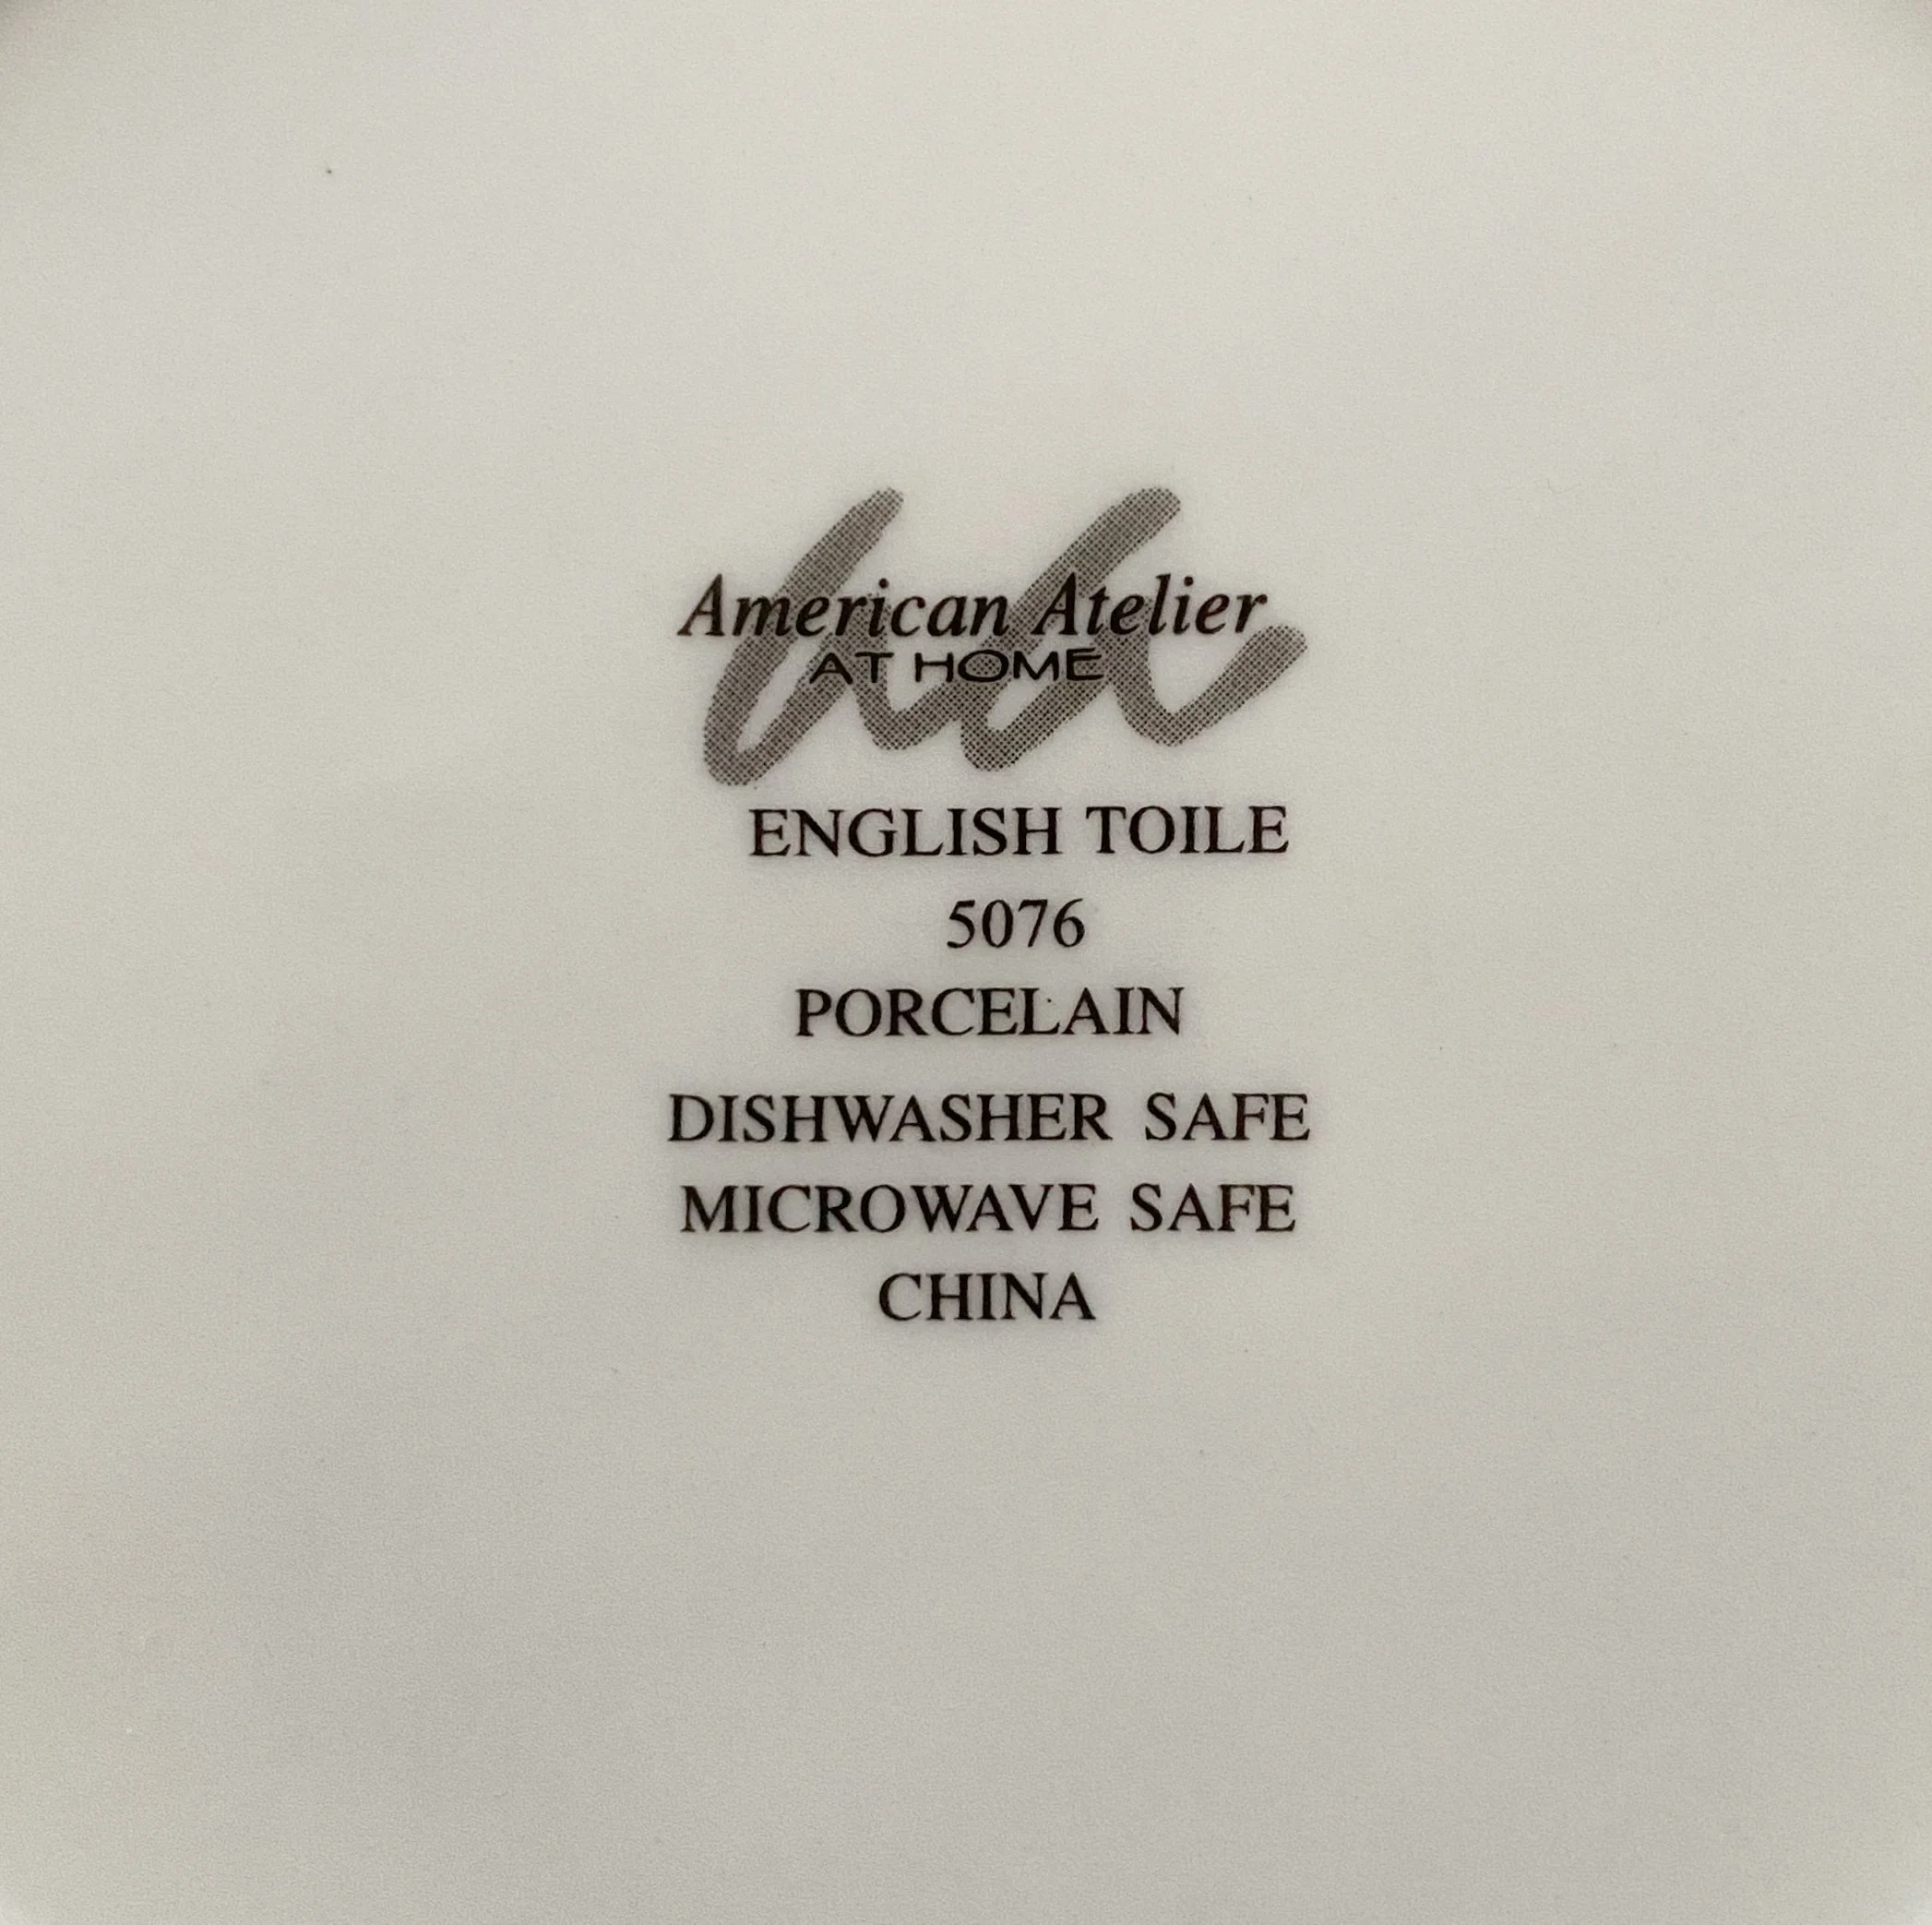 American Atelier
AT HOME
ENGLISH TOILE
5076
PORCELAIN
DISHWASHER SAFE
MICROWAVE SAFE
CHINA